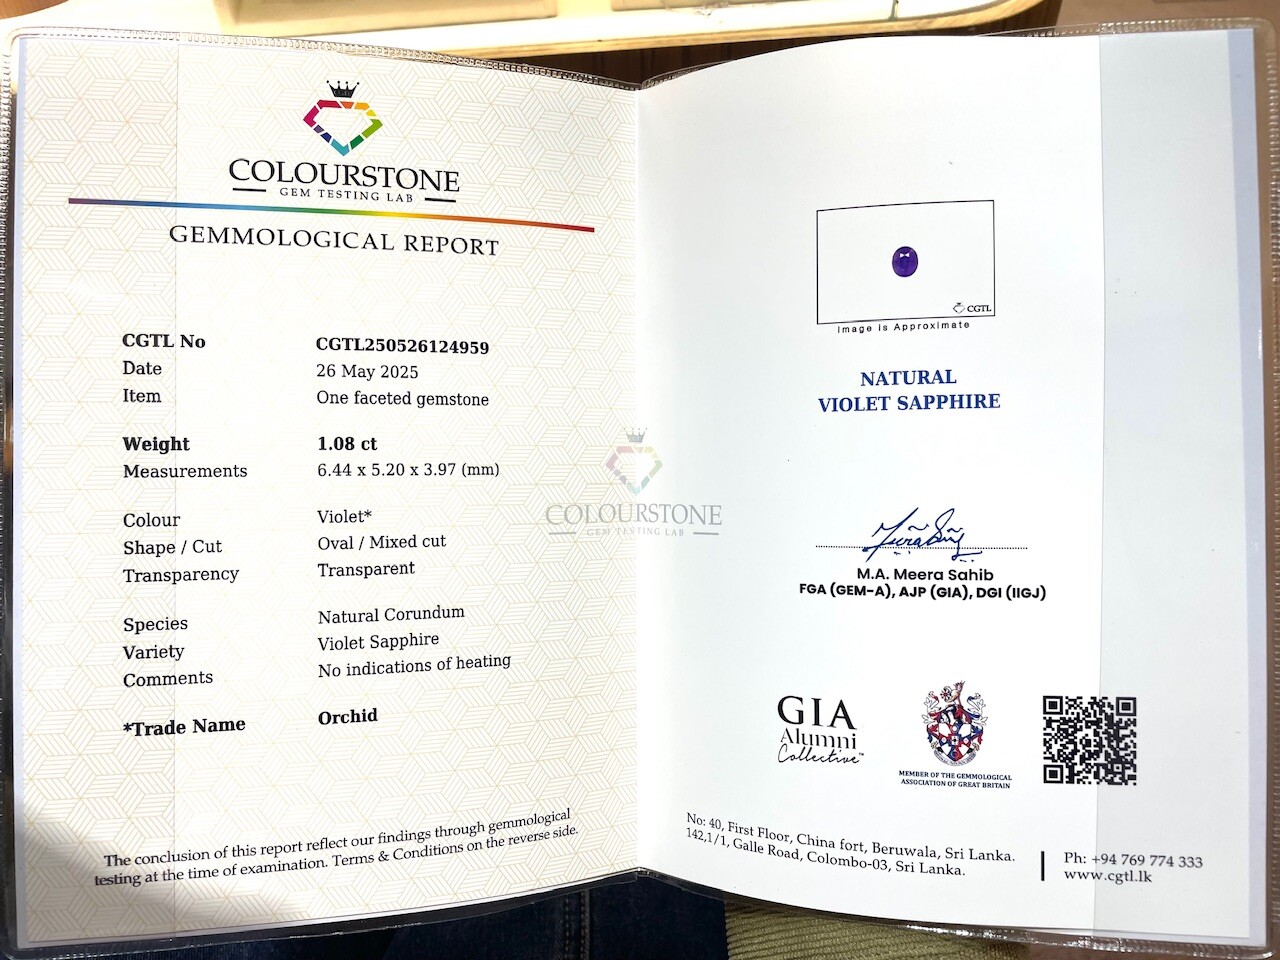 COLOURSTONE
GEM TESTING LAB
GEMMOLOGICAL REPORT
CGTL No CGTL250526124959
Date 26 May 2025
Item One faceted gemstone
Weight 1.08 ct
Measurements 6.44 x 5.20 x 3.97 (mm)
Colour Violet*
Shape / Cut Oval / Mixed cut
Transparency Transparent
Species Natural Corundum
Variety Violet Sapphire
Comments No indications of heating
*Trade Name Orchid
The conclusion of this report reflect our findings through gemmological
testing at the time of examination. Terms & Conditions on the reverse side.
COLOURSTONE
GEM TESTING LAB
CGTL
Image is Approximate
NATURAL
VIOLET SAPPHIRE
M.A. Meera Sahib
FGA (GEM-A), AJP (GIA), DGI (IIGJ)
GIA
Alumni
Collective™
MEMBER OF THE GEMMOLOGICAL
ASSOCIATION OF GREAT BRITAIN
No: 40, First Floor, China fort, Beruwala, Sri Lanka.
142,1/1, Galle Road, Colombo-03, Sri Lanka.
Ph: +94 769 774 333
www.cgtl.lk